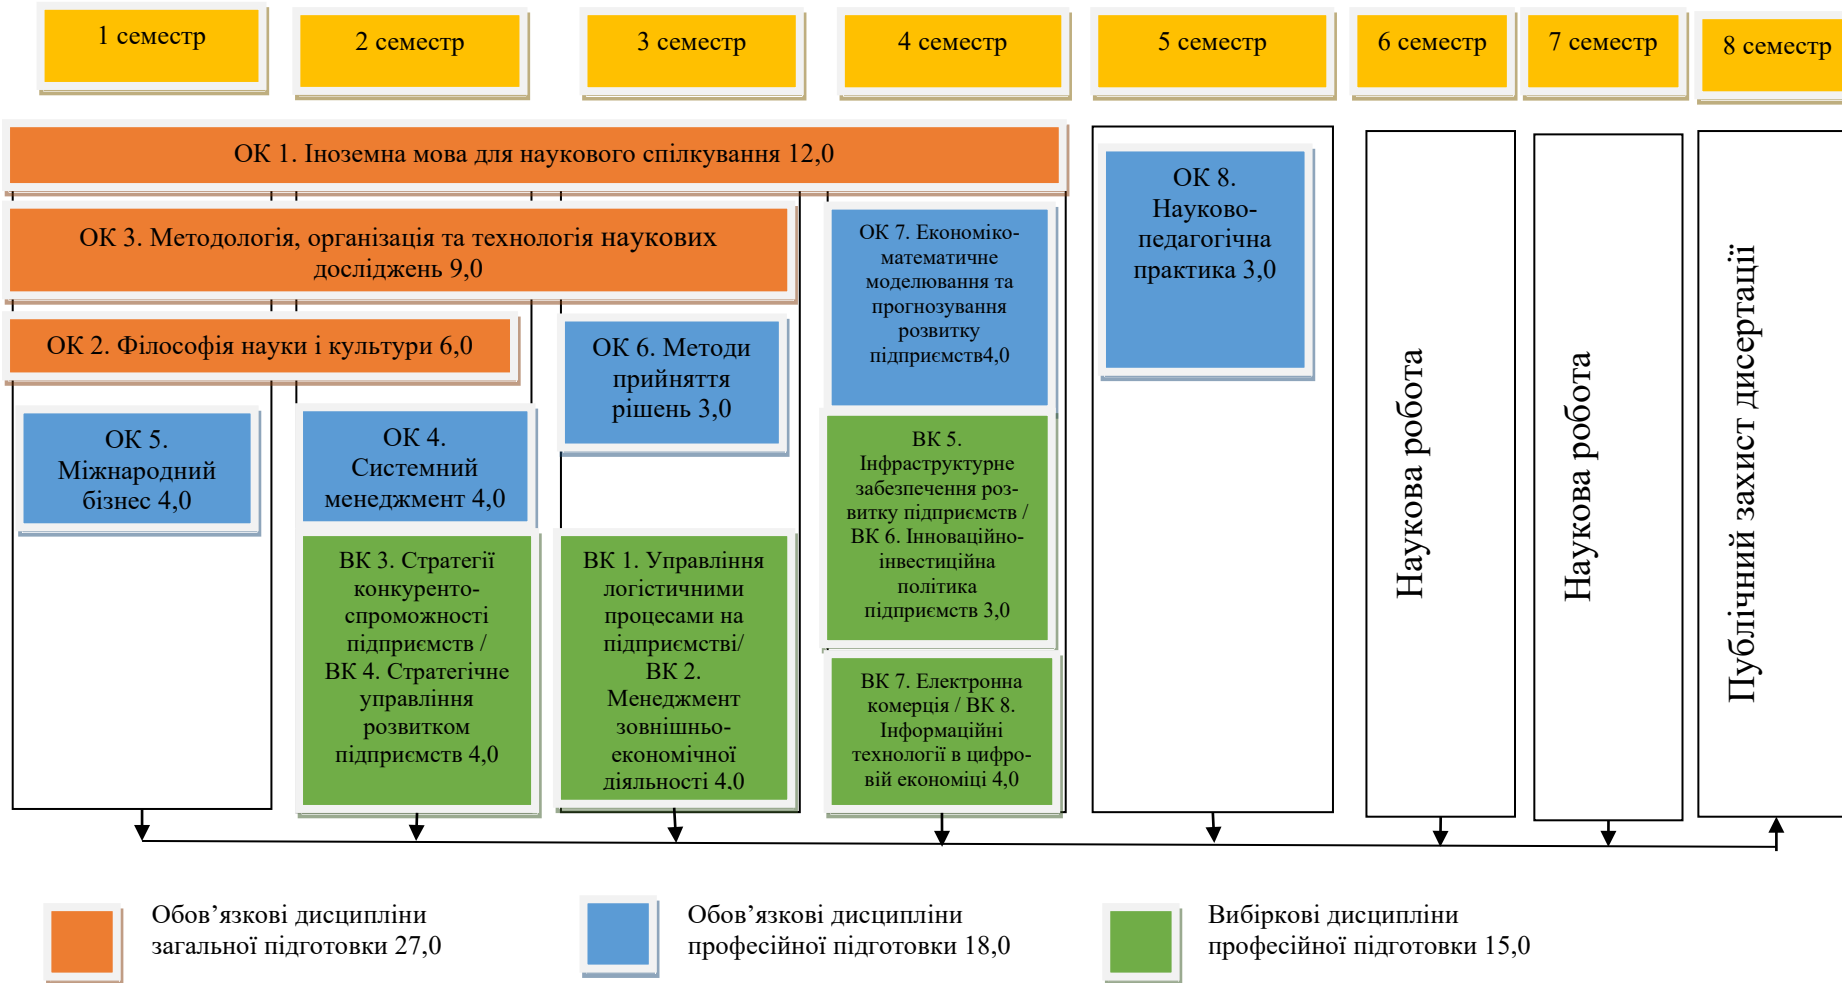 1 семестр
2 семестр
3 семестр
4 семестр
5 семестр
6 семестр
7 семестр
8 семестр
ОК 1. Іноземна мова для наукового спілкування 12,0
ОК 3. Методологія, організація та технологія наукових
досліджень 9,0
ОК 2. Філософія науки і культури 6,0
ОК 5.
Міжнародний
бізнес 4,0
ОК 4.
Системний
менеджмент 4,0
ВК 3. Стратегії
конкуренто-
спроможності
підприємств /
ВК 4. Стратегічне
управління
розвитком
підприємств 4,0
ОК 6. Методи
прийняття
рішень 3,0
ВК 1. Управління
логістичними
процесами на
підприємстві/
ВК 2.
Менеджмент
зовнішньо-
економічної
діяльності 4,0
ОК 7. Економіко-
математичне
моделювання та
прогнозування
розвитку
підприємств4,0
ВК 5.
Інфраструктурне
забезпечення роз-
витку підприємств /
ВК 6. Інноваційно-
інвестиційна
політика
підприємств 3,0
ВК 7. Електронна
комерція / ВК 8.
Інформаційні
технології в цифро-
вій економіці 4,0
ОК 8.
Науково-
педагогічна
практика 3,0
Наукова робота
Наукова робота
Публічний захист дисертації
Обов’язкові дисципліни
загальної підготовки 27,0
Обов’язкові дисципліни
професійної підготовки 18,0
Вибіркові дисципліни
професійної підготовки 15,0